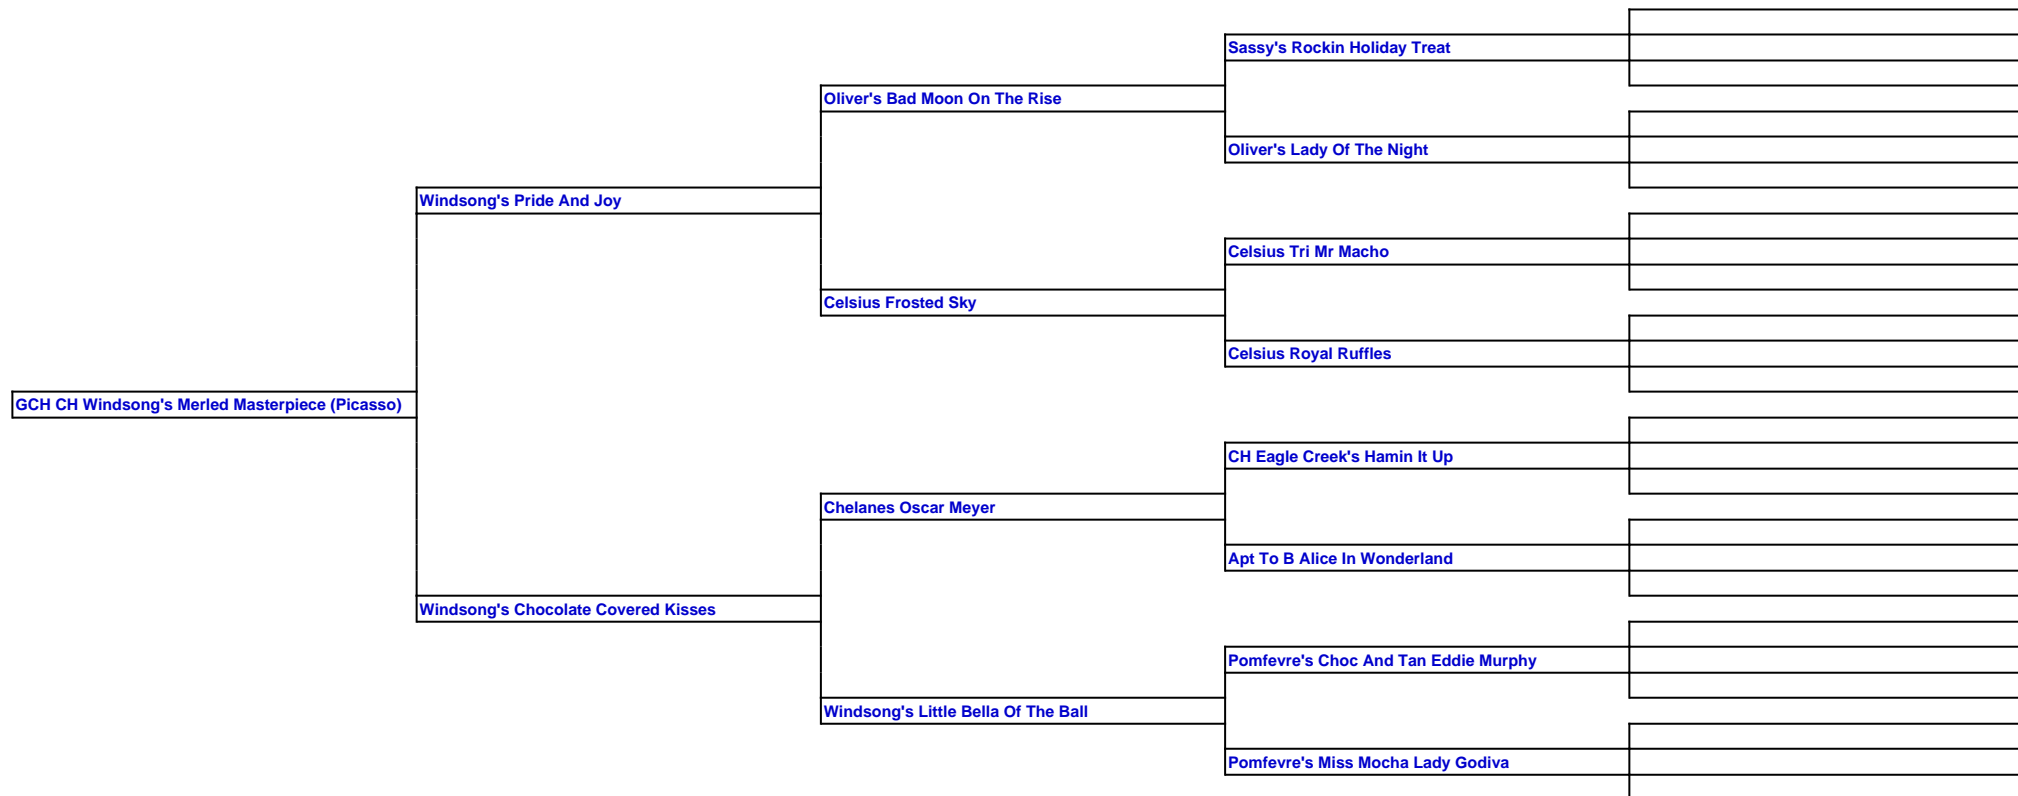 Sassy's Rockin Holiday Treat
Oliver's Bad Moon On The Rise
Oliver's Lady Of The Night
Windsong's Pride And Joy
Celsius Tri Mr Macho
Celsius Frosted Sky
Celsius Royal Ruffles
GCH CH Windsong's Merled Masterpiece (Picasso)
CH Eagle Creek's Hamin It Up
Chelanes Oscar Meyer
Apt To B Alice In Wonderland
Windsong's Chocolate Covered Kisses
Pomfevre's Choc And Tan Eddie Murphy
Windsong's Little Bella Of The Ball
Pomfevre's Miss Mocha Lady Godiva